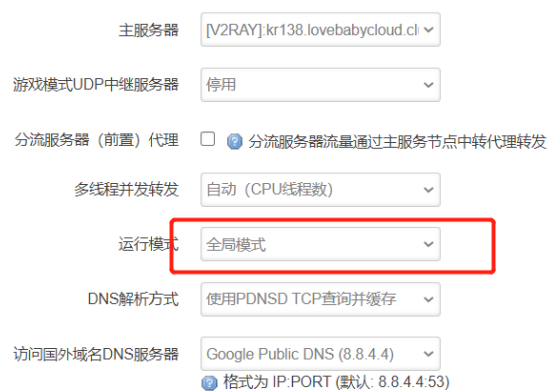 主服务器 [V2RAY]:kr138.lovebabycloud.cl
游戏模式UDP中继服务器 停用
分流服务器（前置）代理 分流服务器流量通过主服务节点中转代理转发
多线程并发转发 自动（CPU线程数）
运行模式 全局模式
DNS解析方式 使用PDNSD TCP查询并缓存
访问国外域名DNS服务器 Google Public DNS (8.8.4.4)
格式为 IP:PORT (默认: 8.8.4.4:53)